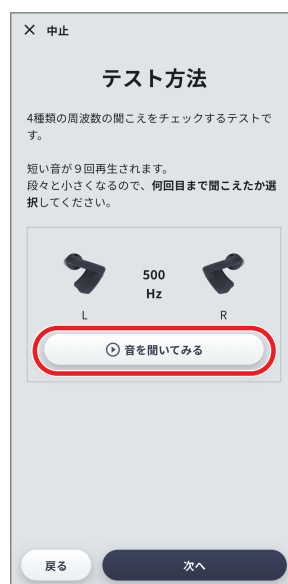 × 中止
テスト方法
4種類の周波数の聞こえをチェックするテストで
す。
短い音が9回再生されます。
段々と小さくなるので、何回目まで聞こえたか選
択してください。
500
Hz
L
R
音を聞いてみる
戻る
次へ